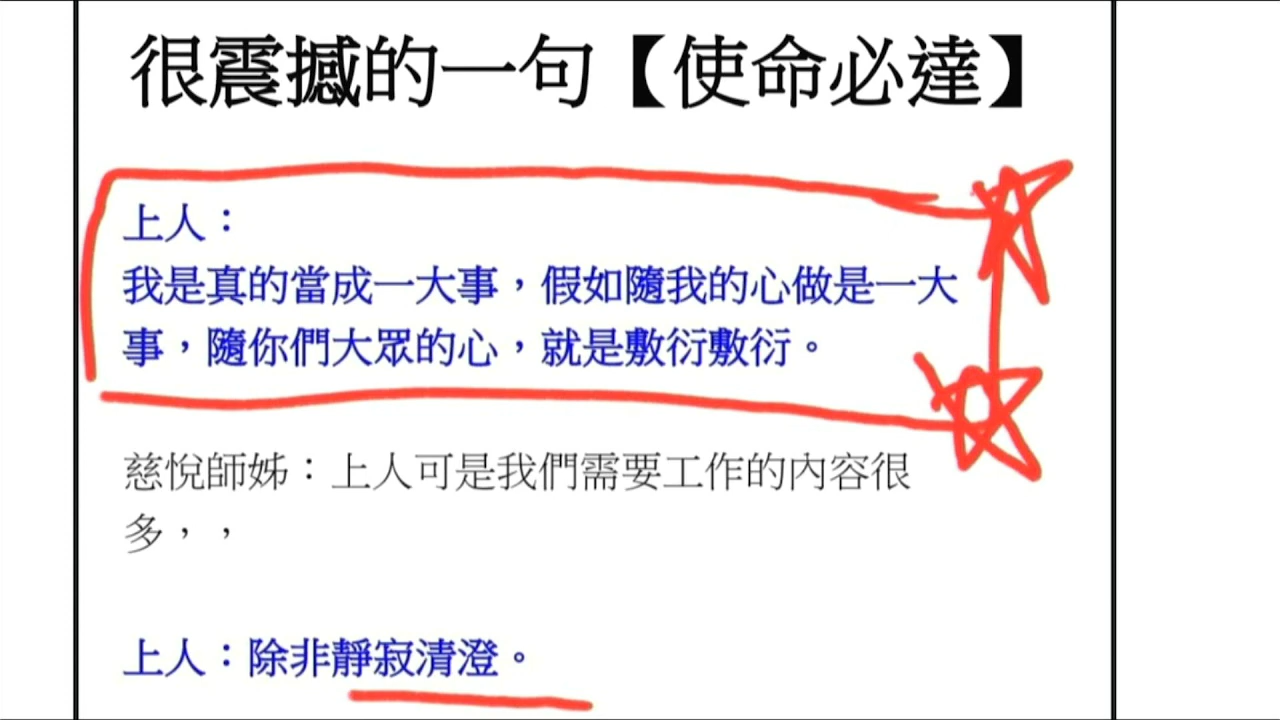 很震撼的一句【使命必達】
上人：
我是真的當成一大事，假如隨我的心做是一大
事，隨你們大眾的心，就是敷衍敷衍。
慈悅師姊：上人可是我們需要工作的內容很
多，，
上人：除非靜寂清澄。